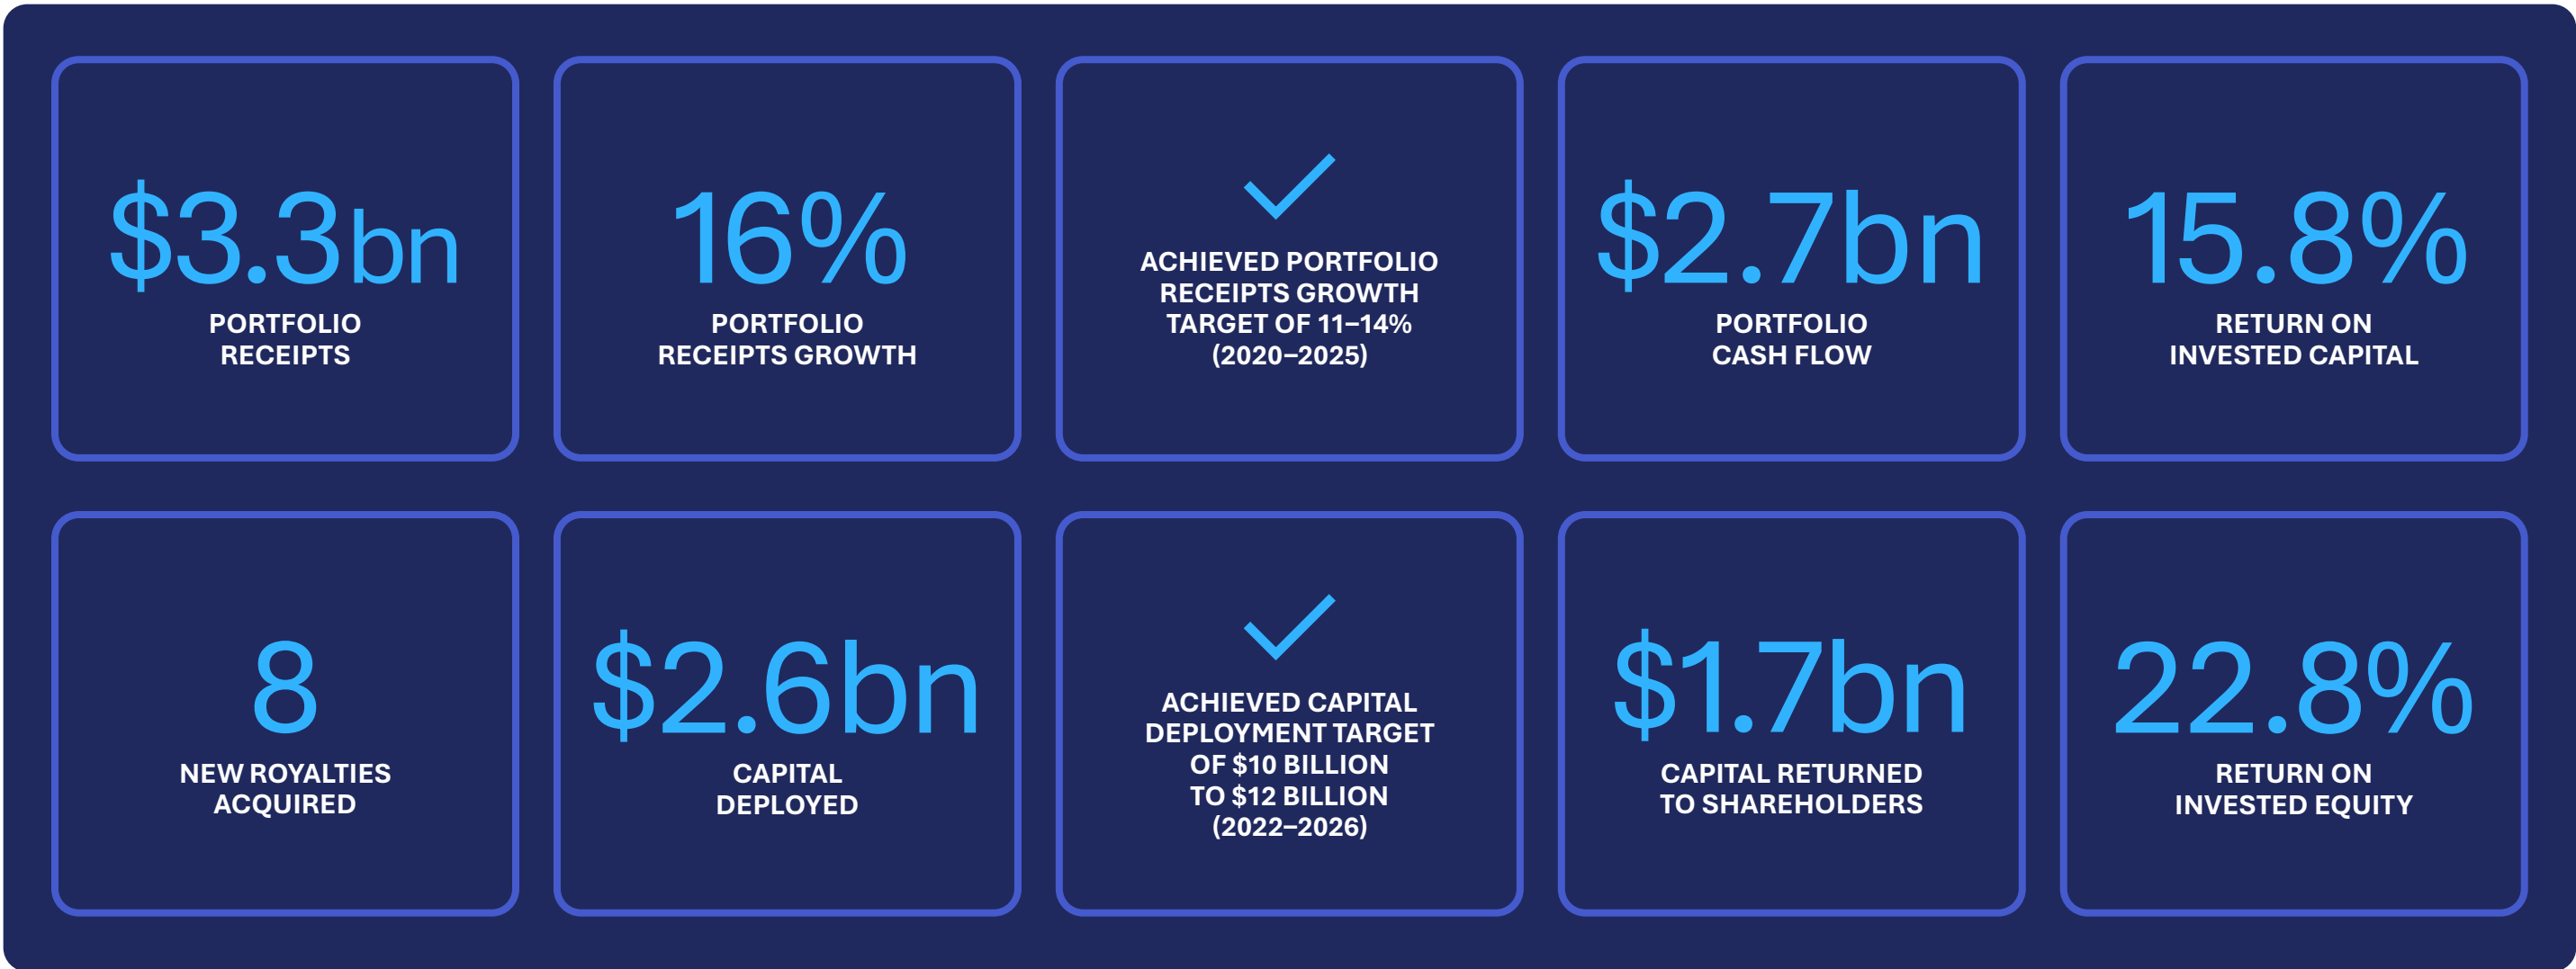 $3.3bn
PORTFOLIO
RECEIPTS
16%
PORTFOLIO
RECEIPTS GROWTH
ACHIEVED PORTFOLIO
RECEIPTS GROWTH
TARGET OF 11–14%
(2020–2025)
$2.7bn
PORTFOLIO
CASH FLOW
15.8%
RETURN ON
INVESTED CAPITAL
8
NEW ROYALTIES
ACQUIRED
$2.6bn
CAPITAL
DEPLOYED
ACHIEVED CAPITAL
DEPLOYMENT TARGET
OF $10 BILLION
TO $12 BILLION
(2022–2026)
$1.7bn
CAPITAL RETURNED
TO SHAREHOLDERS
22.8%
RETURN ON
INVESTED EQUITY